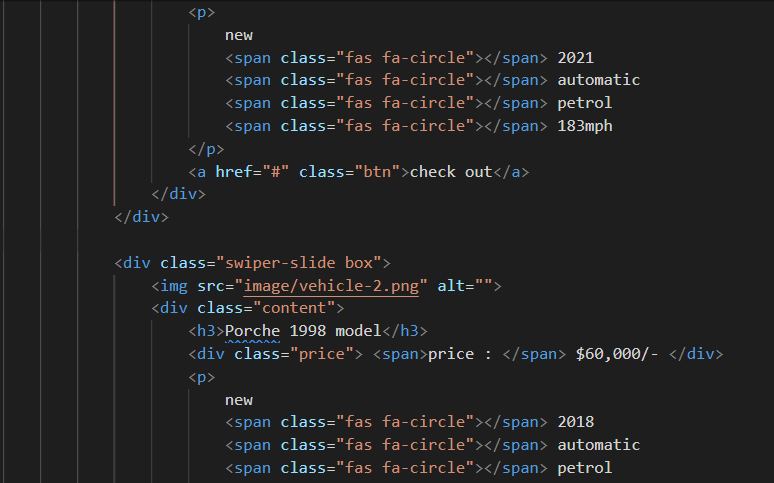 <p>
new
<span class="fas fa-circle"></span> 2021
<span class="fas fa-circle"></span> automatic
<span class="fas fa-circle"></span> petrol
<span class="fas fa-circle"></span> 183mph
</p>
<a href="#" class="btn">check out</a>
</div>
</div>
<div class="swiper-slide box">
<img src="image/vehicle-2.png" alt="">
<div class="content">
<h3>Porche 1998 model</h3>
<div class="price"> <span>price : </span> $60,000/- </div>
<p>
new
<span class="fas fa-circle"></span> 2018
<span class="fas fa-circle"></span> automatic
<span class="fas fa-circle"></span> petrol